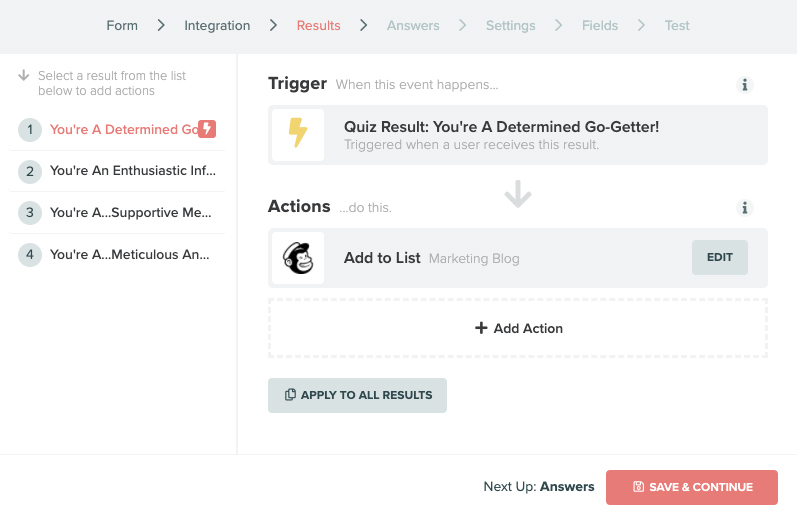 Form > Integration > Results > Answers > Settings > Fields > Test
Select a result from the list
below to add actions
1 You're A Determined Go
2 You're An Enthusiastic Inf...
3 You're A...Supportive Me...
4 You're A...Meticulous An...
Trigger When this event happens...
Quiz Result: You're A Determined Go-Getter!
Triggered when a user receives this result.
Actions ...do this.
Add to List Marketing Blog
EDIT
+ Add Action
APPLY TO ALL RESULTS
Next Up: Answers
SAVE & CONTINUE